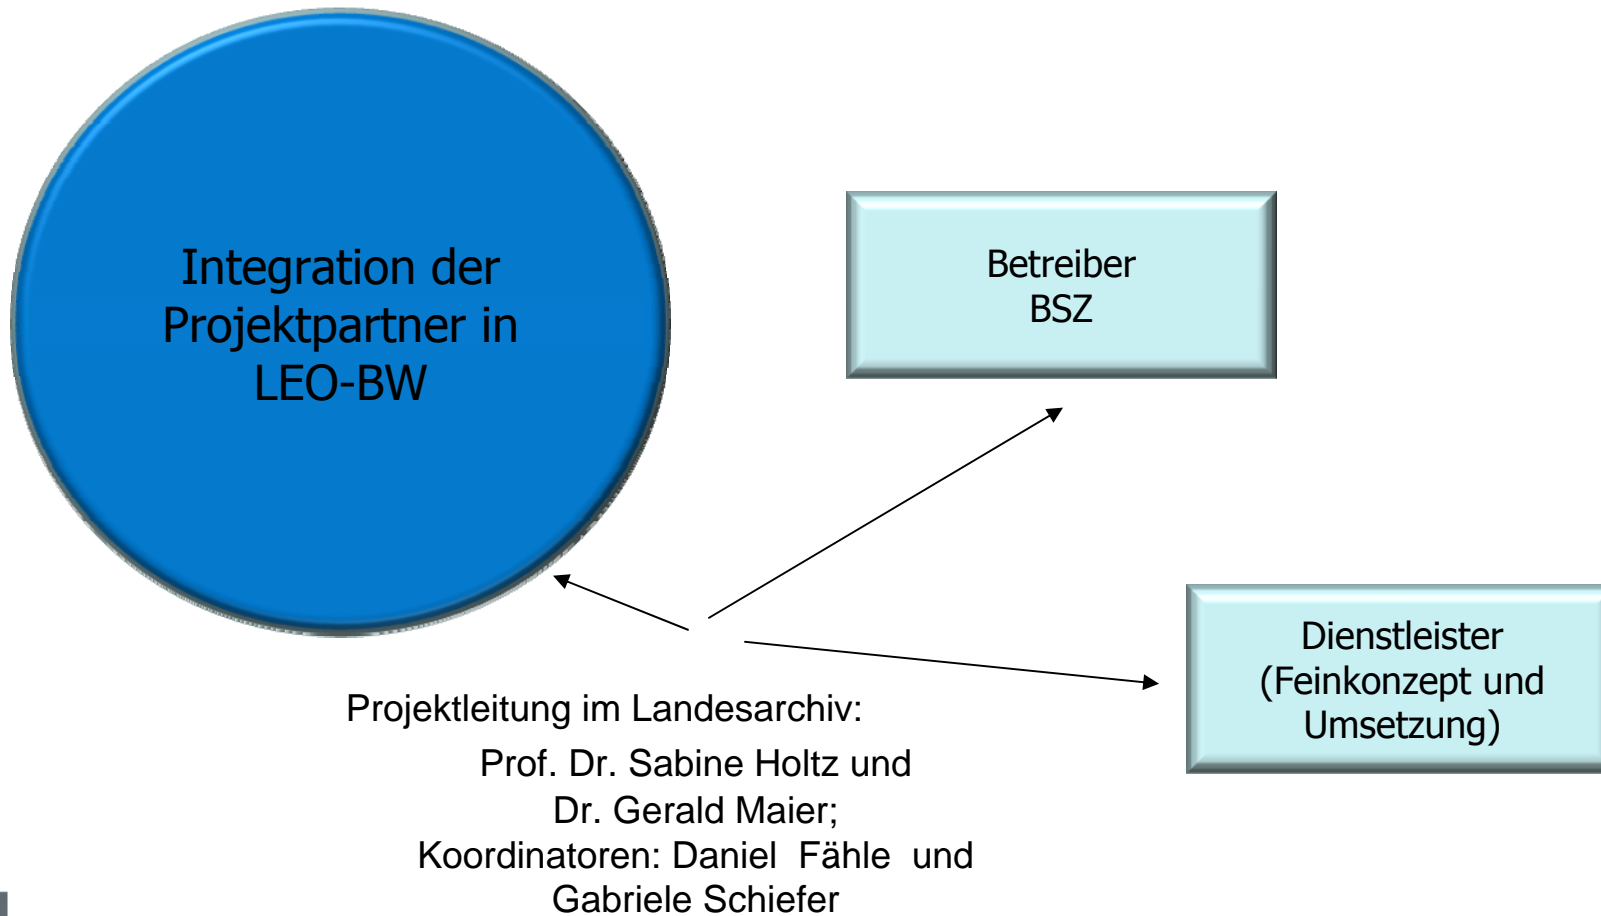 Integration der
Projektpartner in
LEO-BW
Betreiber
BSZ
Dienstleister
(Feinkonzept und
Umsetzung)
Projektleitung im Landesarchiv:
Prof. Dr. Sabine Holtz und
Dr. Gerald Maier;
Koordinatoren: Daniel Fähle und
Gabriele Schiefer